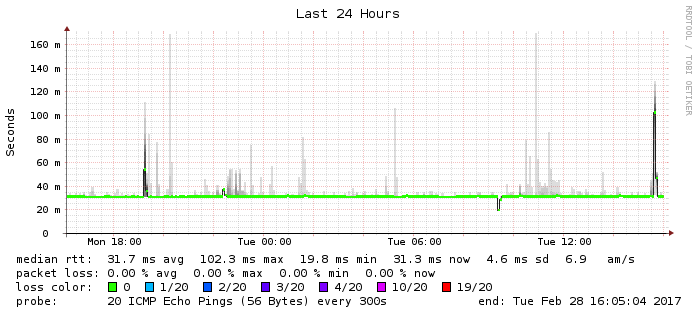 Last 24 Hours
RRDTOOL / TOBI OETIKER
Seconds
160 m
140 m
120 m
100 m
80 m
60 m
40 m
20 m
0
Mon 18:00 Tue 00:00 Tue 06:00 Tue 12:00
median rtt: 31.7 ms avg 102.3 ms max 19.8 ms min 31.3 ms now 4.6 ms sd 6.9 am/s
packet loss: 0.00 % avg 0.00 % max 0.00 % min 0.00 % now
loss color: 0 1/20 2/20 3/20 4/20 10/20 19/20
probe: 20 ICMP Echo Pings (56 Bytes) every 300s end: Tue Feb 28 16:05:04 2017